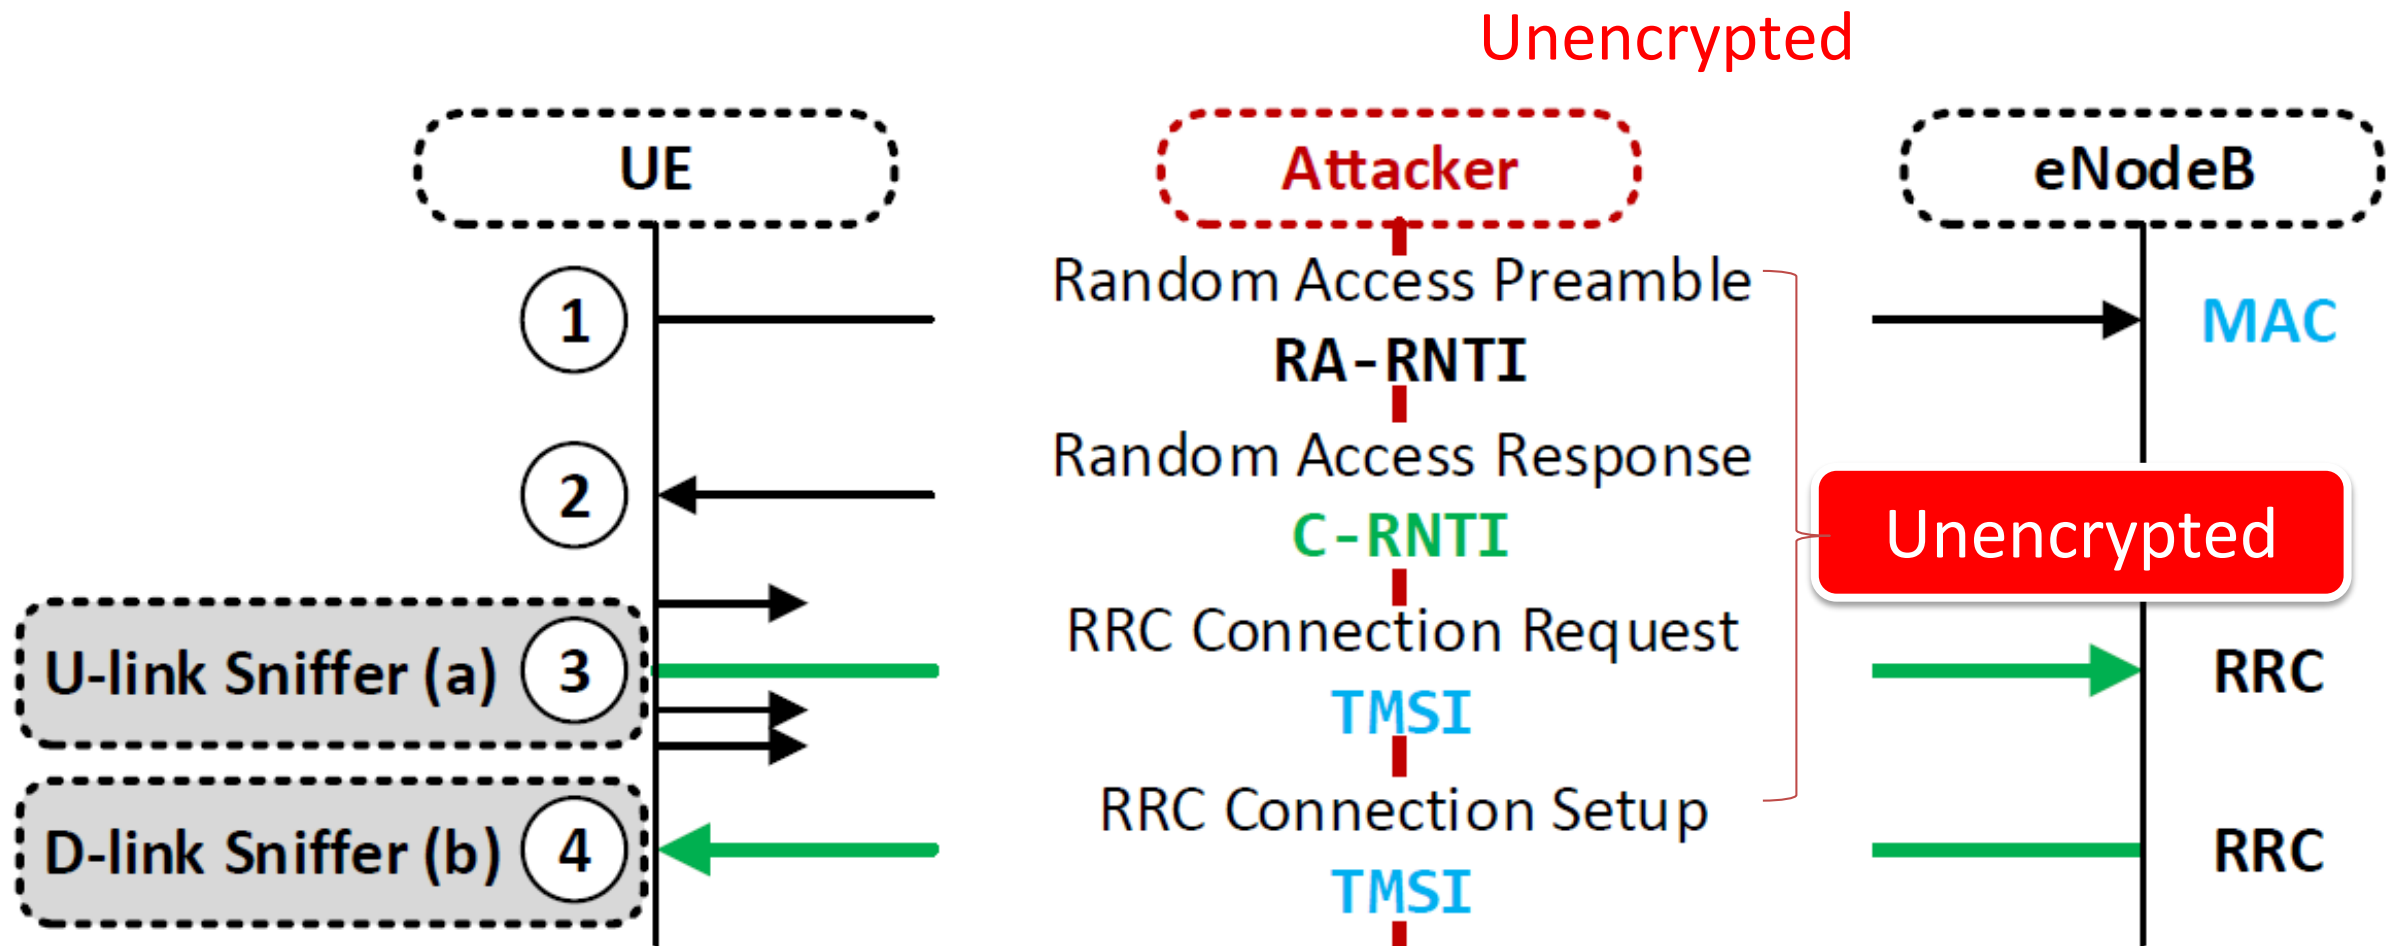 Unencrypted
UE
Attacker
eNodeB
1
Random Access Preamble
RA-RNTI
MAC
2
Random Access Response
C-RNTI
Unencrypted
U-link Sniffer (a)
3
RRC Connection Request
TMSI
RRC
D-link Sniffer (b)
4
RRC Connection Setup
TMSI
RRC